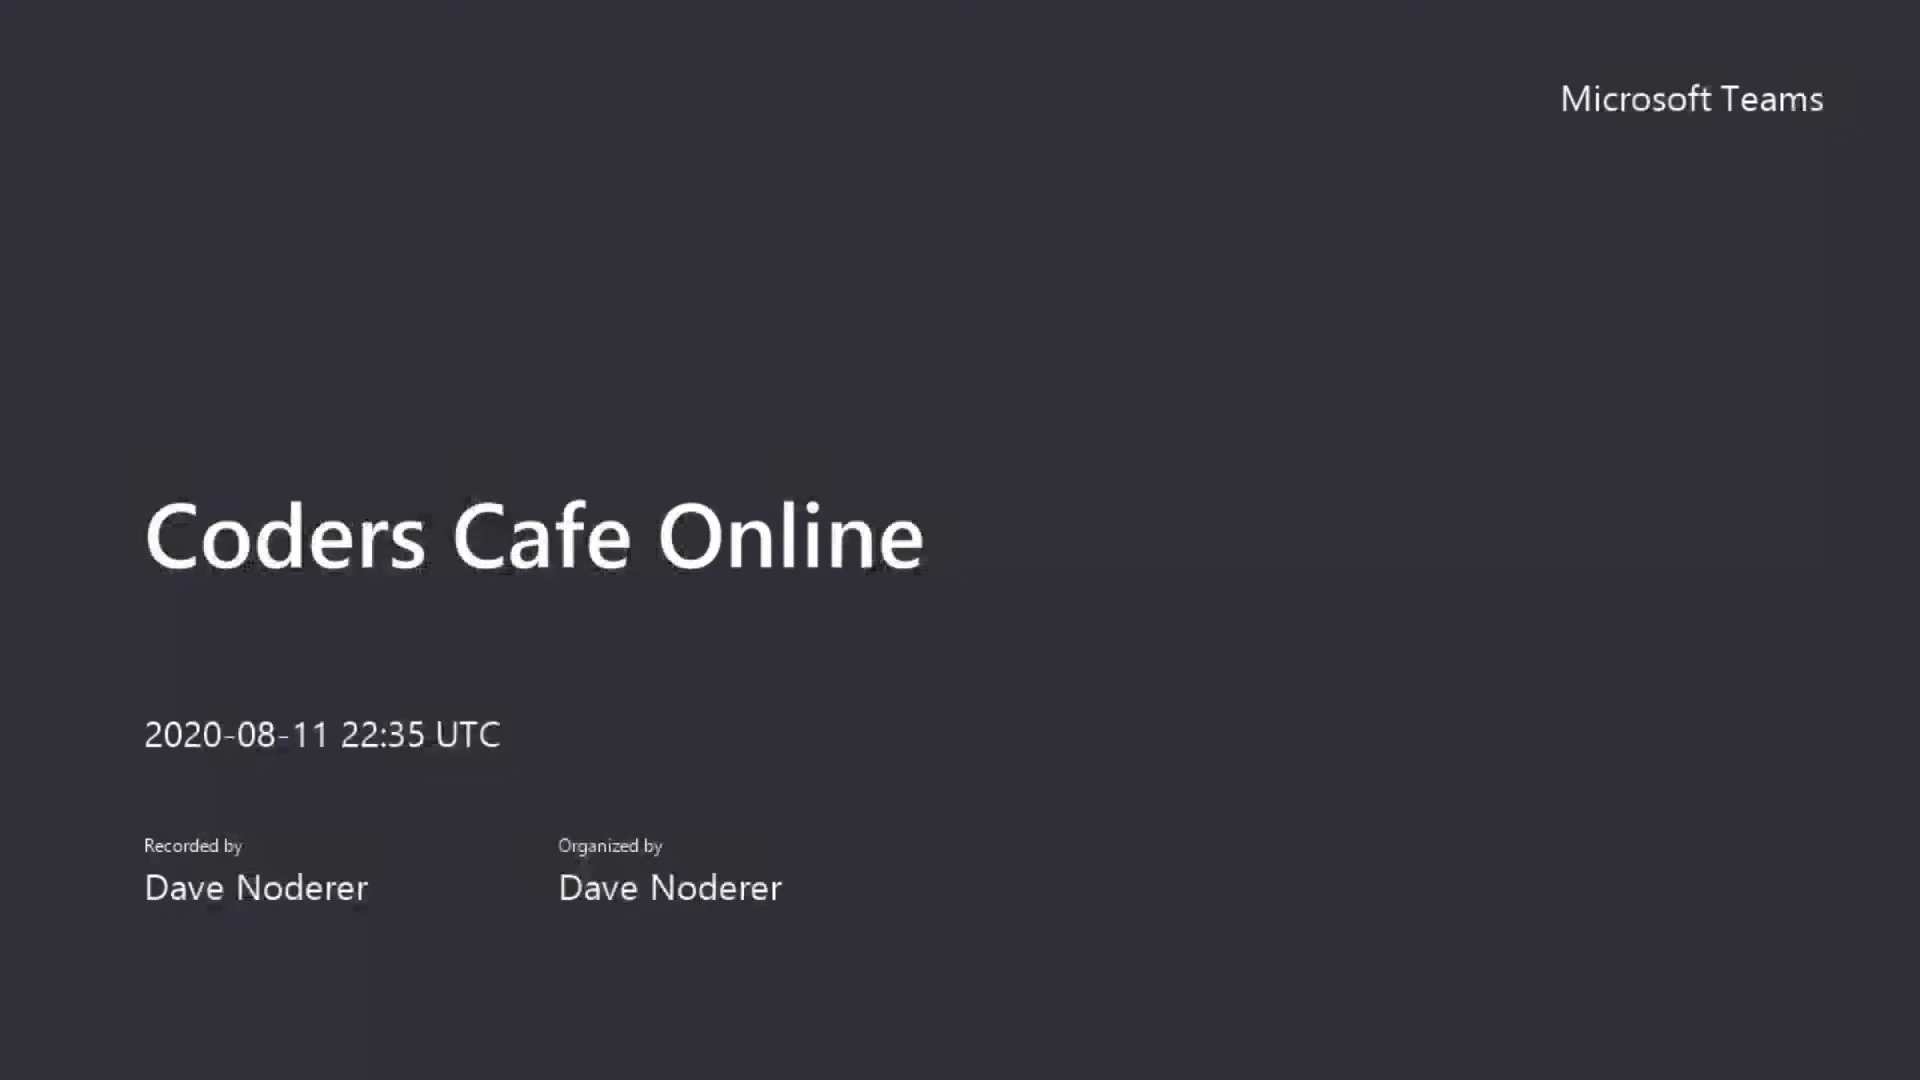 Microsoft Teams
Coders Cafe Online
2020-08-11 22:35 UTC
Recorded by
Dave Noderer
Organized by
Dave Noderer